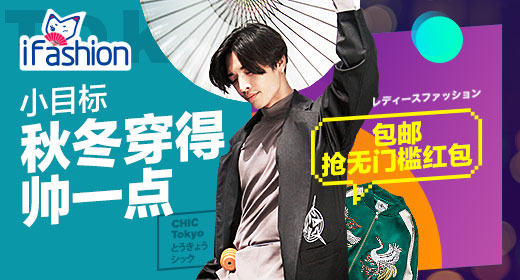 Tok
iFashion
小目标
秋冬穿得
帅一点
レディースファッション
包邮
抢无门槛红包
CHIC
Tokyo
とうきょう
シック